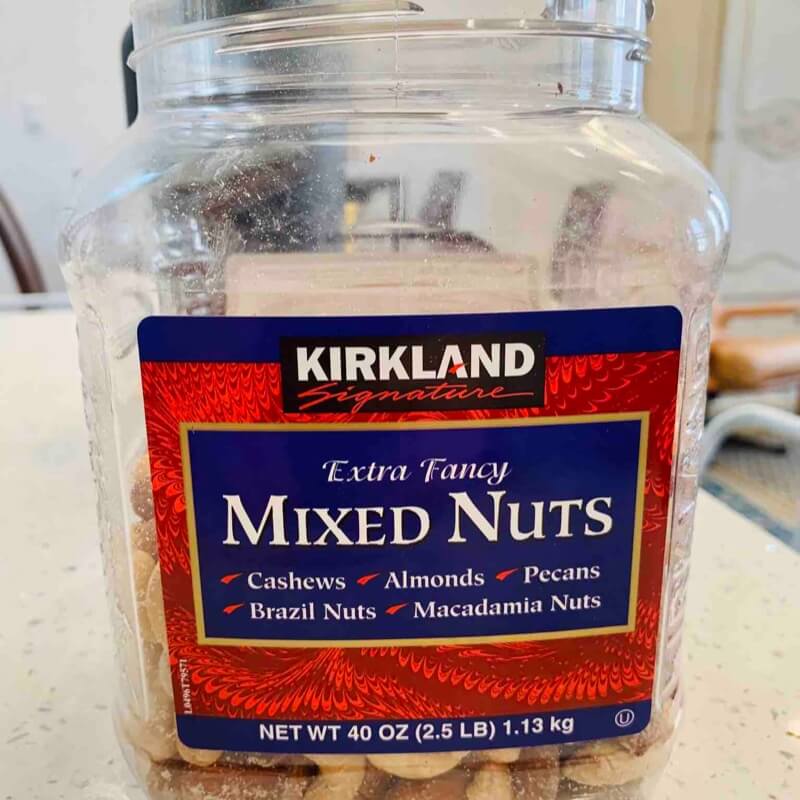 KIRKLAND
Signature
Extra Fancy
MIXED NUTS
Cashews Almonds Pecans
Brazil Nuts Macadamia Nuts
NET WT 40 OZ (2.5 LB) 1.13 kg
U